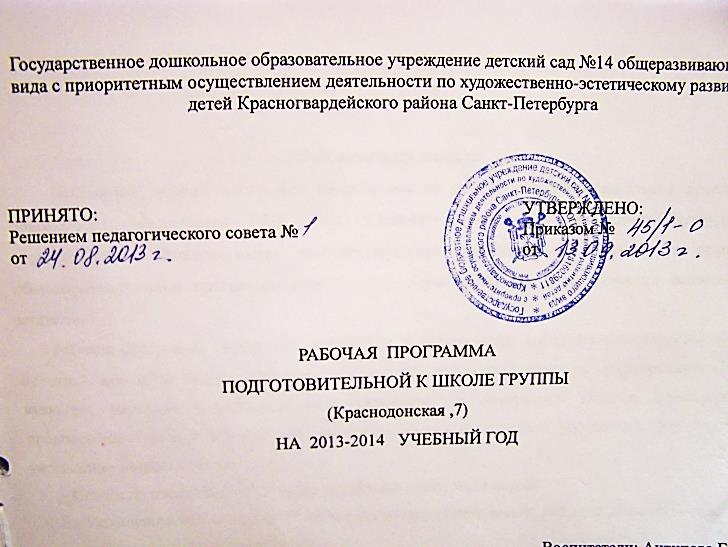 Государственное дошкольное образовательное учреждение детский сад №14 общеразвиваю
вида с приоритетным осуществлением деятельности по художественно-эстетическому разви
детей Красногвардейского района Санкт-Петербурга
ПРИНЯТО:
Решением педагогического совета № 1
от 24.08.2013 г.
УТВЕРЖДЕНО:
Приказом № 45/1-О
от 13.09.2013 г.
РАБОЧАЯ ПРОГРАММА
ПОДГОТОВИТЕЛЬНОЙ К ШКОЛЕ ГРУППЫ
(Краснодонская ,7)
НА 2013-2014 УЧЕБНЫЙ ГОД